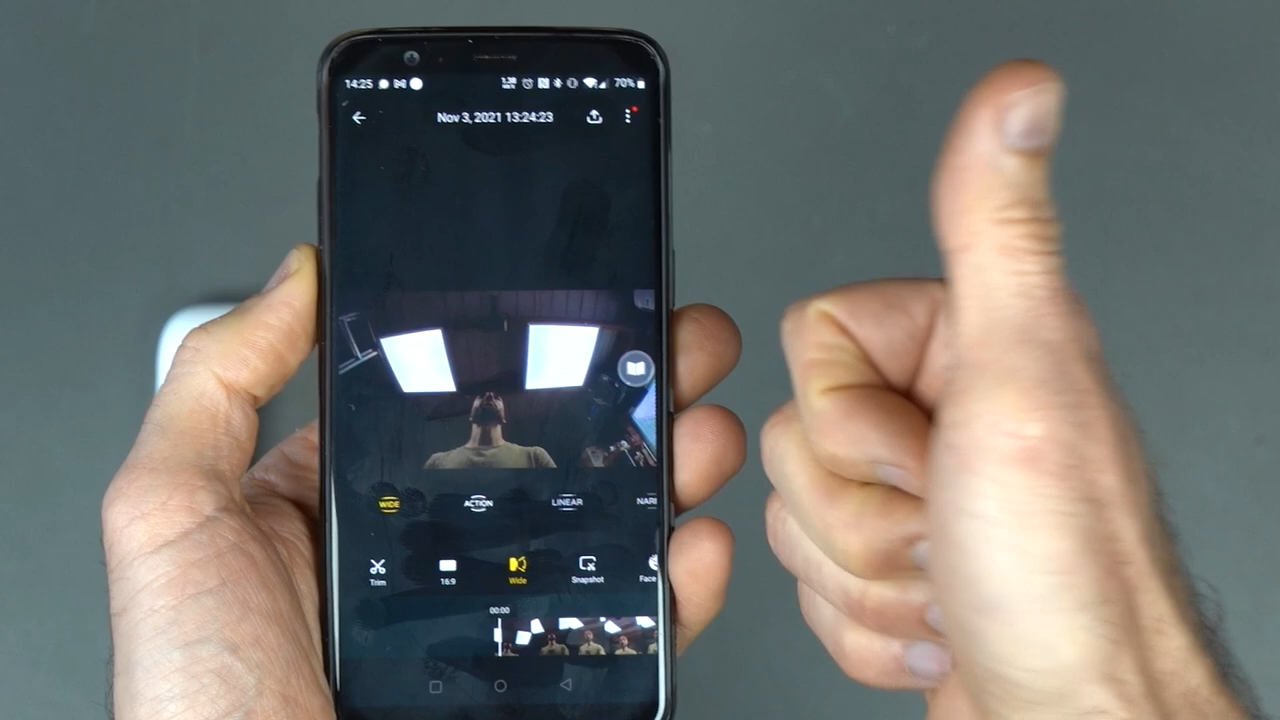 14:25 70%
Nov 3, 2021 13:24:23
WIDE ACTION LINEAR NAR
Trim 16:9 Wide Snapshot Face
00:00